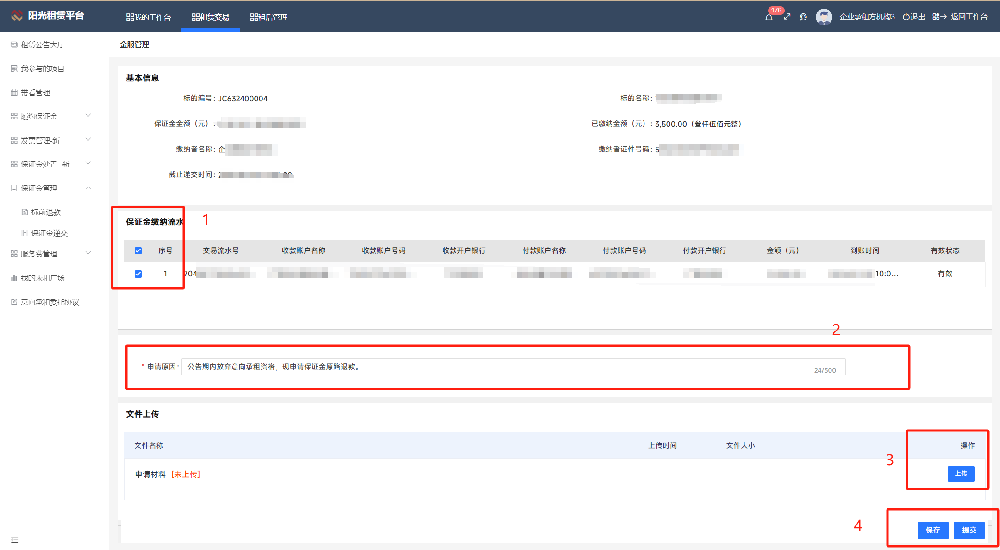 阳光租赁平台
我的工作台
租赁交易
租后管理
176
企业承租方机构3
退出
返回工作台
租赁公告大厅
我参与的项目
带看管理
履约保证金
发票管理-新
保证金处置--新
保证金管理
标前退款
保证金递交
服务费管理
我的求租广场
意向承租委托协议
金服管理
基本信息
标的编号: JC632400004
标的名称:
保证金金额（元）
已缴纳金额（元）: 3,500.00（叁仟伍佰元整）
缴纳者名称: 企
缴纳者证件号码: 5
截止递交时间: 2
保证金缴纳流水
1
序号 交易流水号 收款账户名称 收款账户号码 收款开户银行 付款账户名称 付款账户号码 付款开户银行 金额（元） 到账时间 有效状态
1 704 10:0... 有效
2
* 申请原因: 公告期内放弃意向承租资格，现申请保证金原路退款。
24/300
文件上传
文件名称 上传时间 文件大小 操作
3
申请材料 [未上传] 上传
4
保存 提交